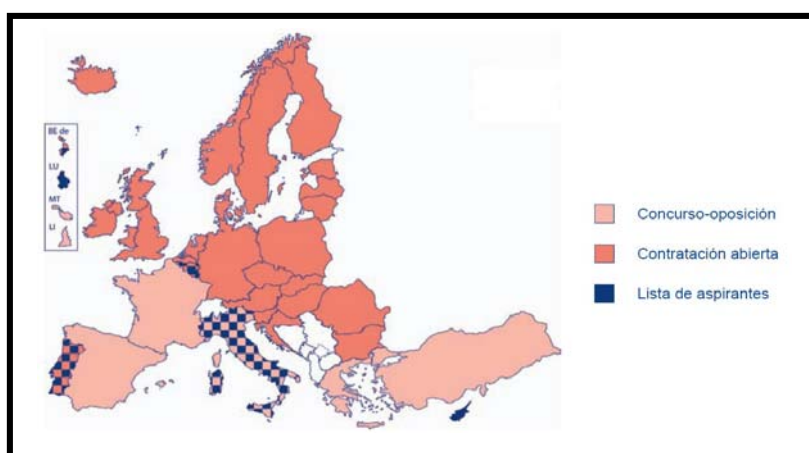 BE de
LU
MT
LI
Concurso-oposición
Contratación abierta
Lista de aspirantes